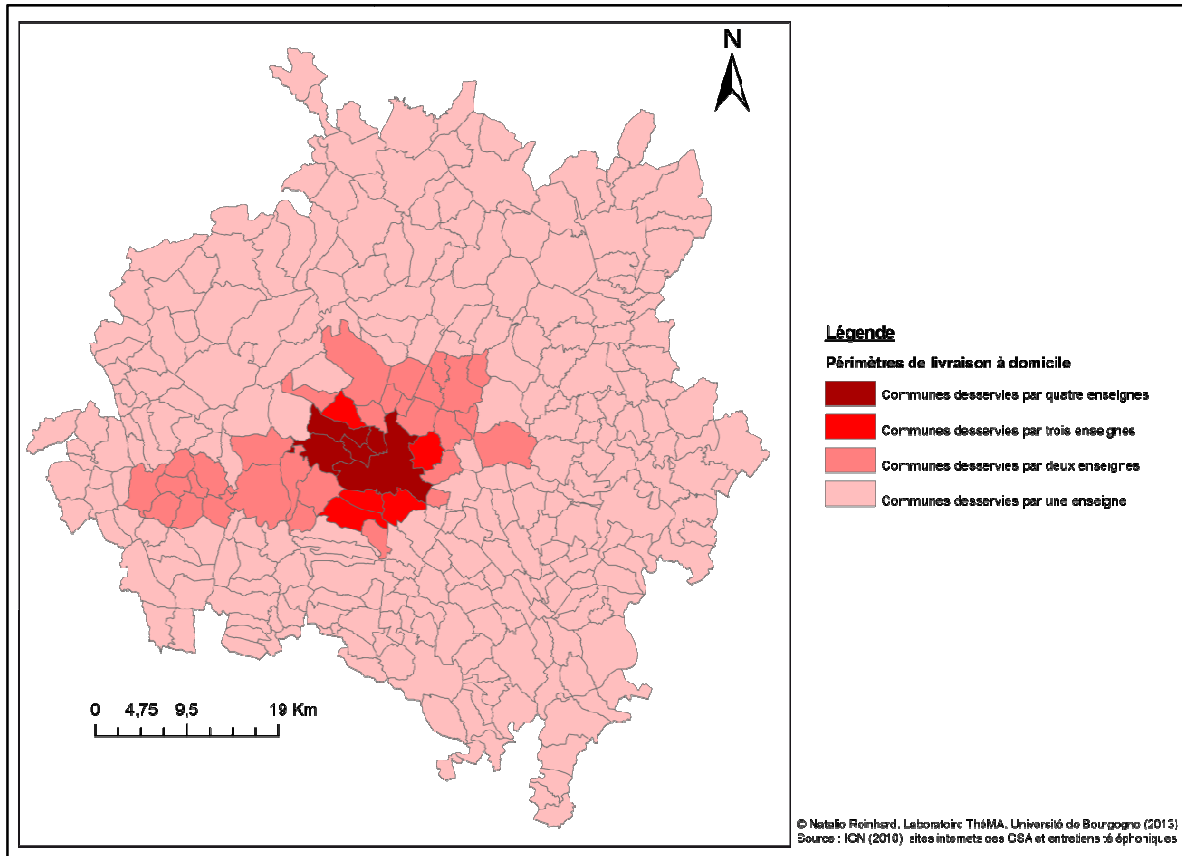 N
0 4,75 9,5 19 Km
Légende
Périmètres de livraison à domicile
Communes desservies par quatre enseignes
Communes desservies par trois enseignes
Communes desservies par deux enseignes
Communes desservies par une enseigne
© Natalie Reinhard, Laboratoire ThéMA, Université de Bourgogne (2013)
Source : IGN (2010) sites internets des GSA et entretiens téléphoniques